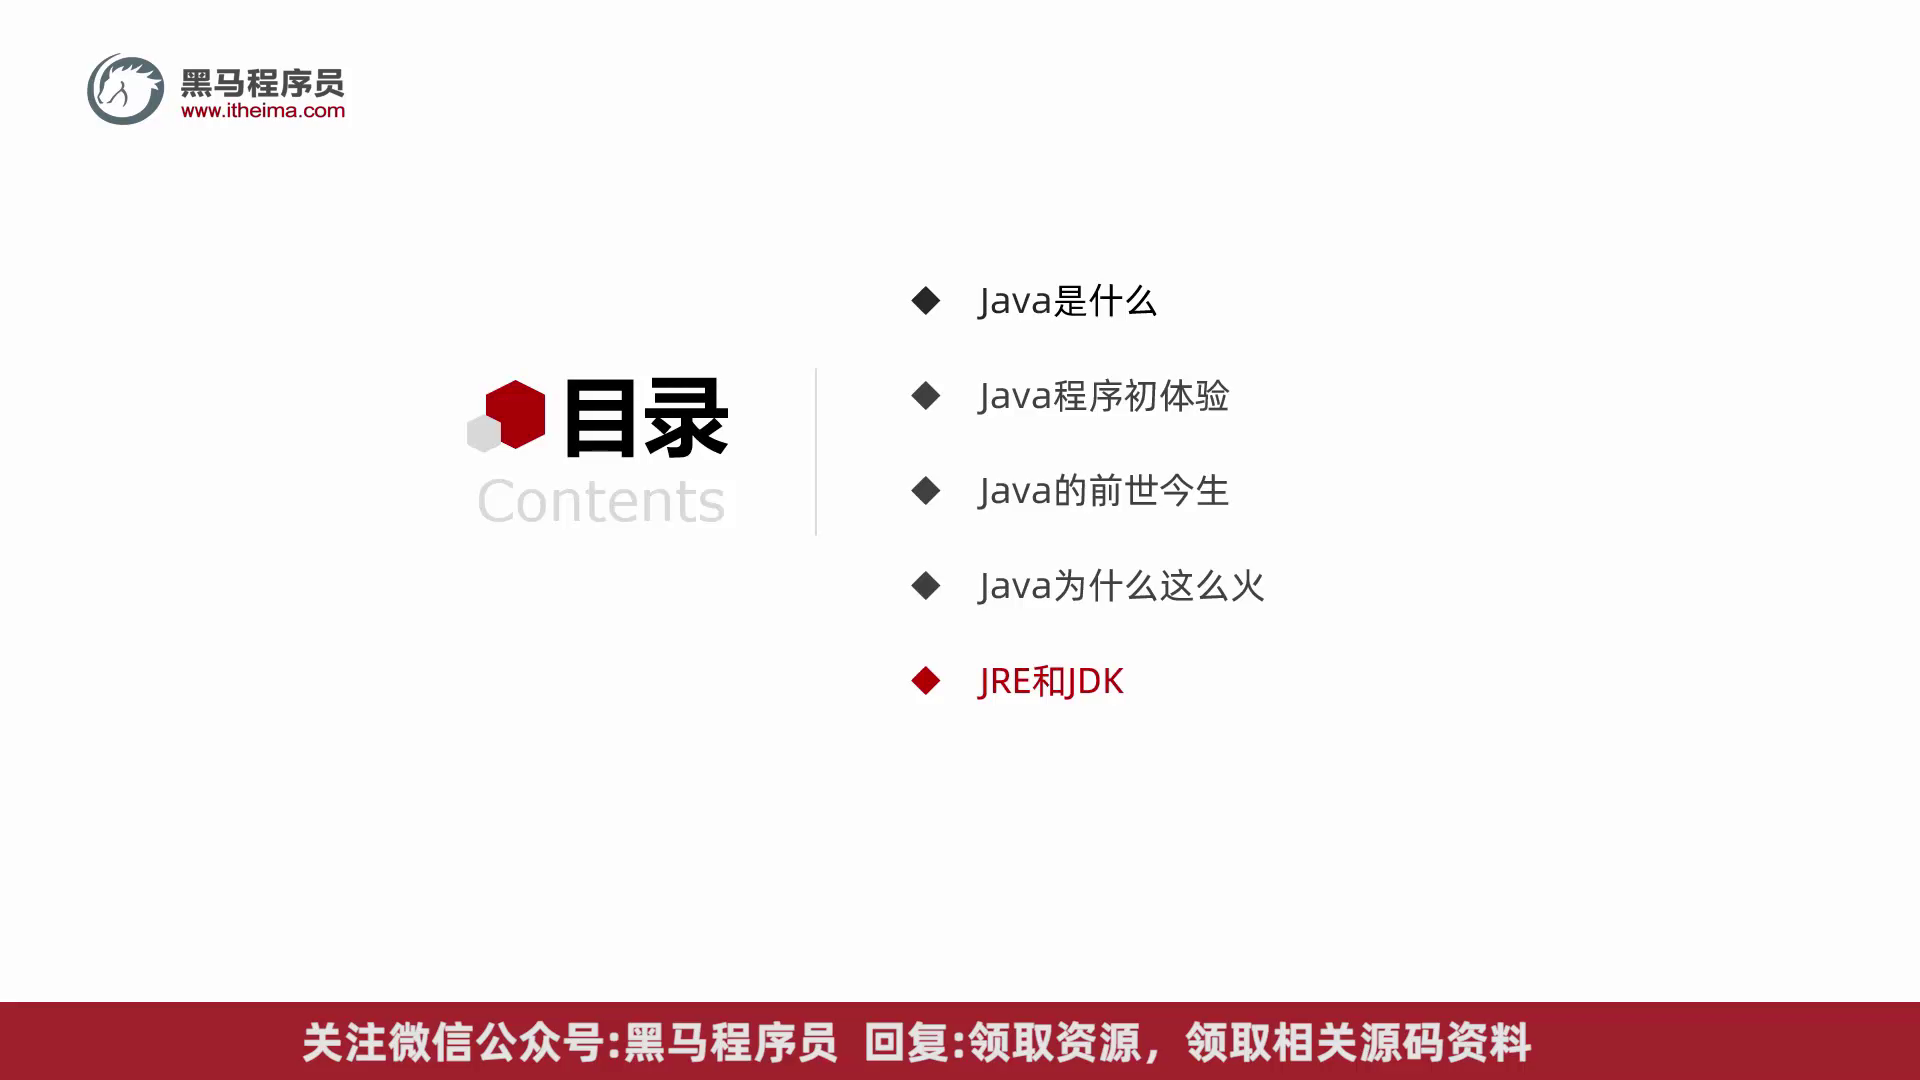 黑马程序员
www.itheima.com
目录
Contents
Java是什么
Java程序初体验
Java的前世今生
Java为什么这么火
JRE和JDK
关注微信公众号:黑马程序员 回复:领取资源，领取相关源码资料